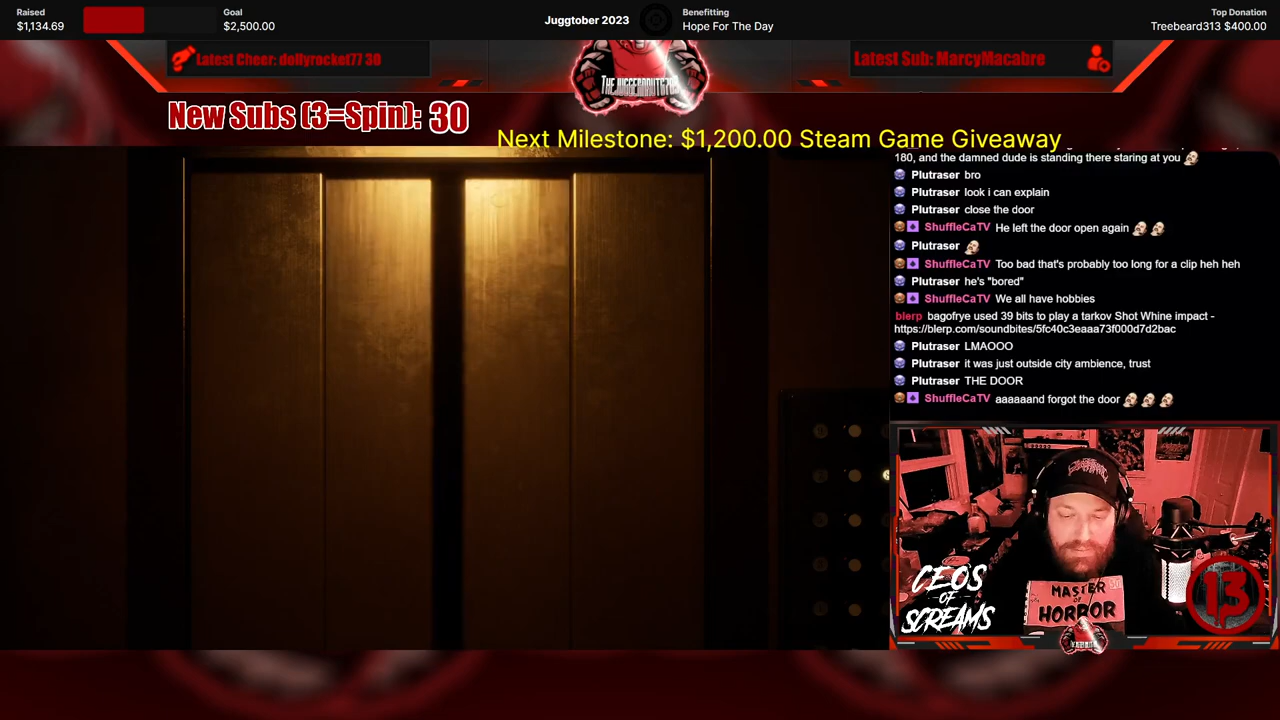 Raised
$1,134.69
Goal
$2,500.00
Juggtober 2023
Benefitting
Hope For The Day
Top Donation
Treebeard313 $400.00
Latest Cheer: dollyrocket77 30
THEJUGGERNAUT6789
Latest Sub: MarcyMacabre
New Subs (3=Spin): 30
Next Milestone: $1,200.00 Steam Game Giveaway
180, and the damned dude is standing there staring at you
Plutraser bro
Plutraser look i can explain
Plutraser close the door
ShuffleCaTV He left the door open again
Plutraser
ShuffleCaTV Too bad that's probably too long for a clip heh heh
Plutraser he's "bored"
ShuffleCaTV We all have hobbies
blerp bagofrye used 39 bits to play a tarkov Shot Whine impact -
https://blerp.com/soundbites/5fc40c3eaaa73f000d7d2bac
Plutraser LMAOOO
Plutraser it was just outside city ambience, trust
Plutraser THE DOOR
ShuffleCaTV aaaaaand forgot the door
CEOS
OF
SCREAMS
MASTER
OF
HORROR
13